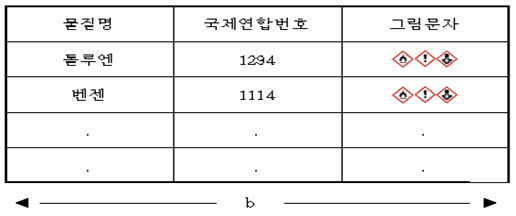 물질명 국제연합번호 그림문자
톨루엔 1294
벤젠 1114
. . .
. . .
b